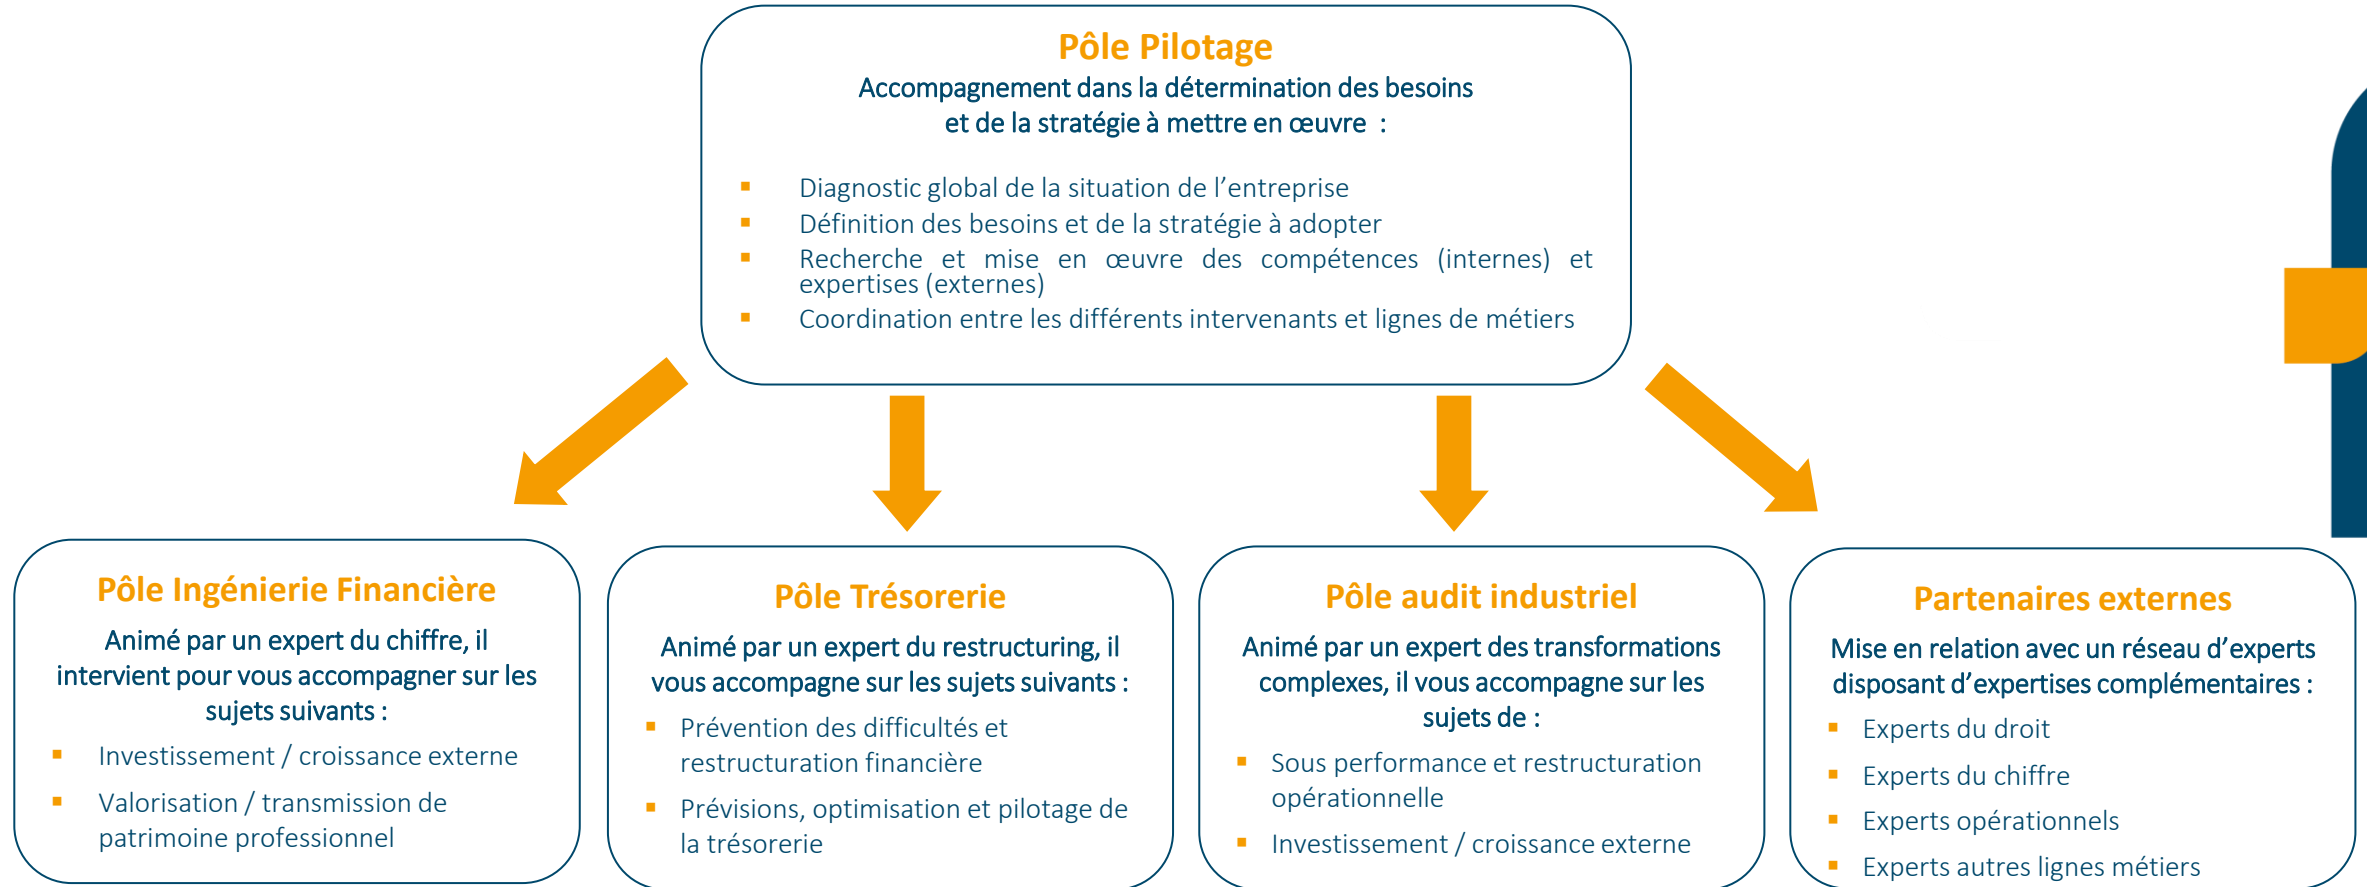 Pôle Pilotage
Accompagnement dans la détermination des besoins
et de la stratégie à mettre en œuvre :
▪ Diagnostic global de la situation de l’entreprise
▪ Définition des besoins et de la stratégie à adopter
▪ Recherche et mise en œuvre des compétences (internes) et
expertises (externes)
▪ Coordination entre les différents intervenants et lignes de métiers
Pôle Ingénierie Financière
Animé par un expert du chiffre, il
intervient pour vous accompagner sur les
sujets suivants :
▪ Investissement / croissance externe
▪ Valorisation / transmission de
patrimoine professionnel
Pôle Trésorerie
Animé par un expert du restructuring, il
vous accompagne sur les sujets suivants :
▪ Prévention des difficultés et
restructuration financière
▪ Prévisions, optimisation et pilotage de
la trésorerie
Pôle audit industriel
Animé par un expert des transformations
complexes, il vous accompagne sur les
sujets de :
▪ Sous performance et restructuration
opérationnelle
▪ Investissement / croissance externe
Partenaires externes
Mise en relation avec un réseau d’experts
disposant d’expertises complémentaires :
▪ Experts du droit
▪ Experts du chiffre
▪ Experts opérationnels
▪ Experts autres lignes métiers